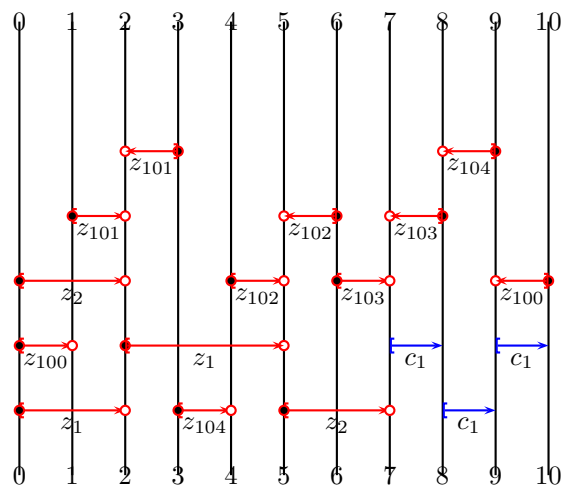 0 1 2 3 4 5 6 7 8 9 10
z₁₀₁ z₁₀₄
z₁₀₁ z₁₀₂ z₁₀₃
z₂ z₁₀₂ z₁₀₃ z₁₀₀
z₁₀₀ z₁ c₁ c₁
z₁ z₁₀₄ z₂ c₁
0 1 2 3 4 5 6 7 8 9 10